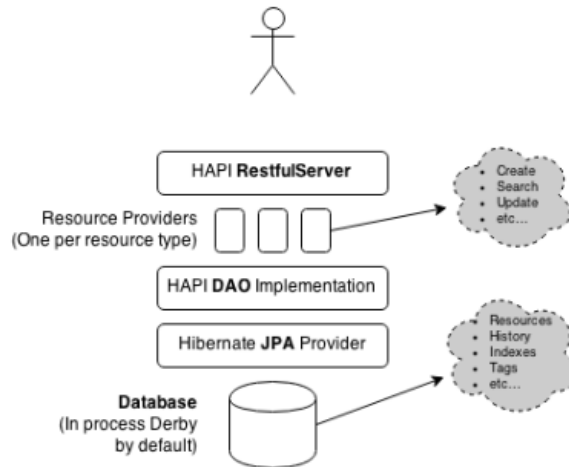 HAPI RestfulServer
Resource Providers
(One per resource type)
• Create
• Search
• Update
• etc...
HAPI DAO Implementation
Hibernate JPA Provider
• Resources
• History
• Indexes
• Tags
• etc...
Database
(In process Derby
by default)